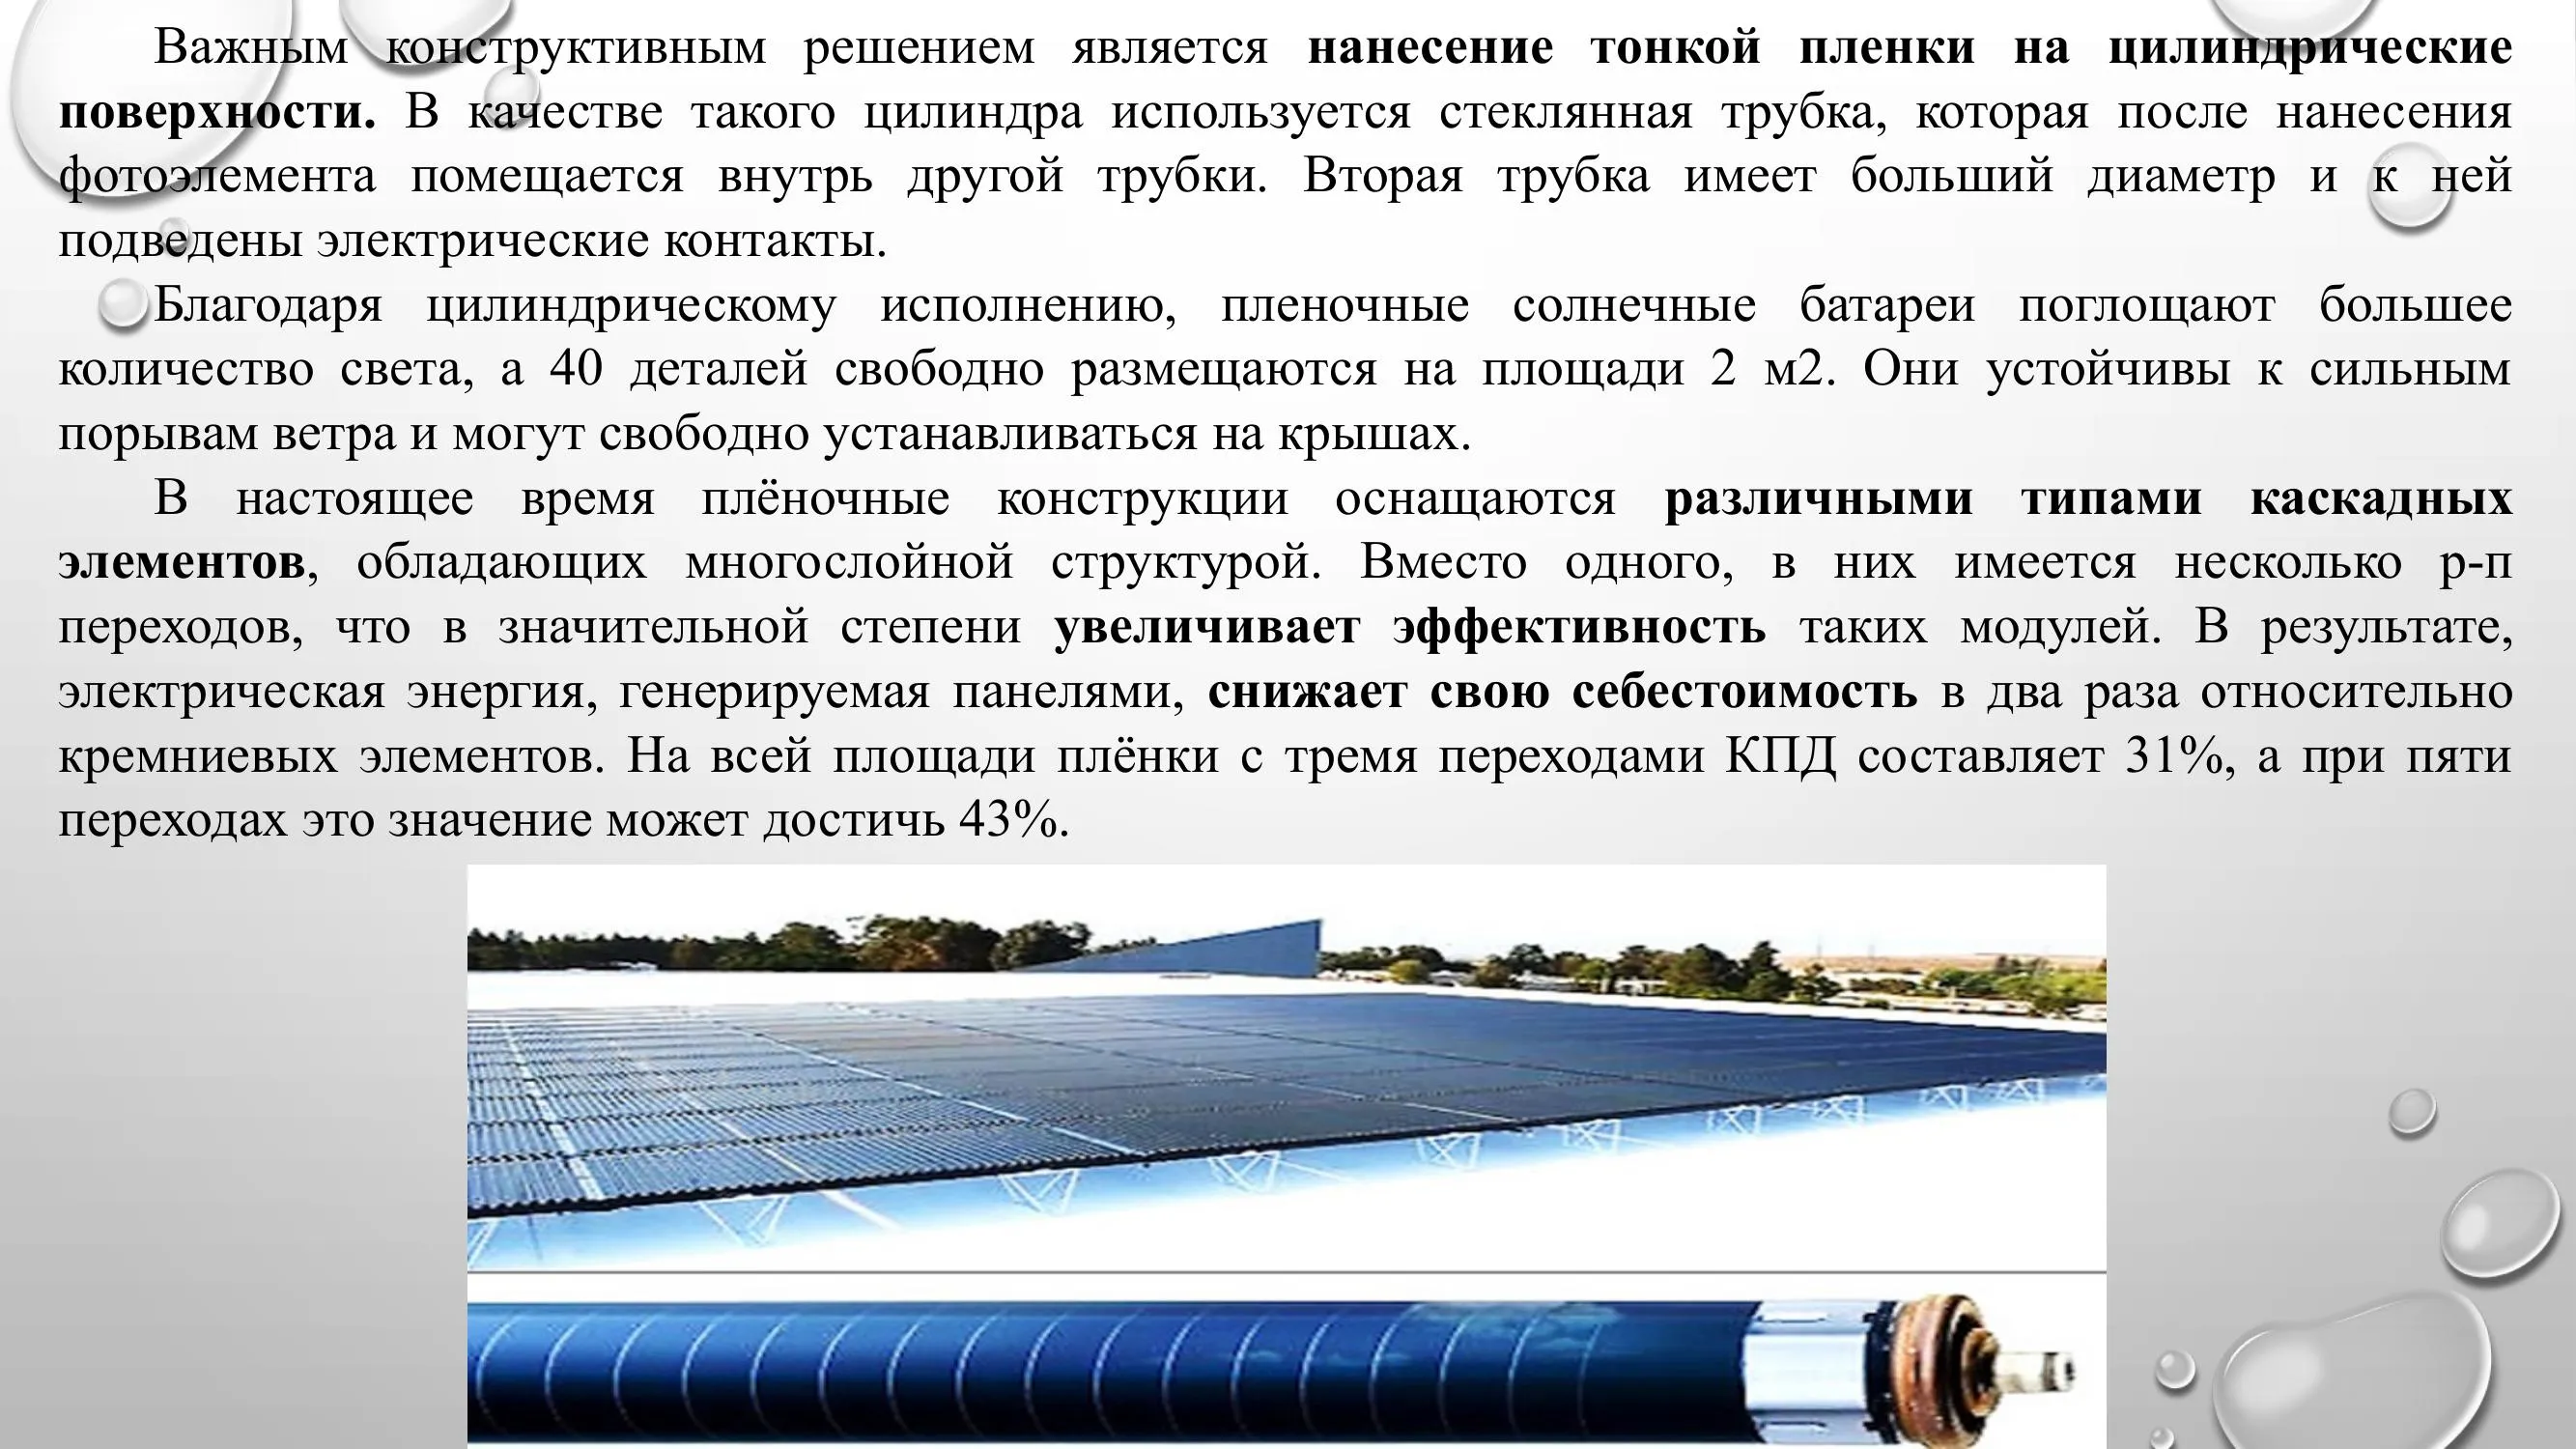 Важным конструктивным решением является нанесение тонкой пленки на цилиндрические
поверхности. В качестве такого цилиндра используется стеклянная трубка, которая после нанесения
фотоэлемента помещается внутрь другой трубки. Вторая трубка имеет больший диаметр и к ней
подведены электрические контакты.
Благодаря цилиндрическому исполнению, пленочные солнечные батареи поглощают большее
количество света, а 40 деталей свободно размещаются на площади 2 м2. Они устойчивы к сильным
порывам ветра и могут свободно устанавливаться на крышах.
В настоящее время плёночные конструкции оснащаются различными типами каскадных
элементов, обладающих многослойной структурой. Вместо одного, в них имеется несколько р-п
переходов, что в значительной степени увеличивает эффективность таких модулей. В результате,
электрическая энергия, генерируемая панелями, снижает свою себестоимость в два раза относительно
кремниевых элементов. На всей площади плёнки с тремя переходами КПД составляет 31%, а при пяти
переходах это значение может достичь 43%.